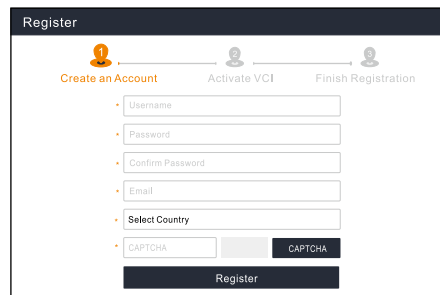 Register
1 2 3
Create an Account Activate VCI Finish Registration
* Username
* Password
* Confirm Password
* Email
* Select Country
* CAPTCHA CAPTCHA
Register